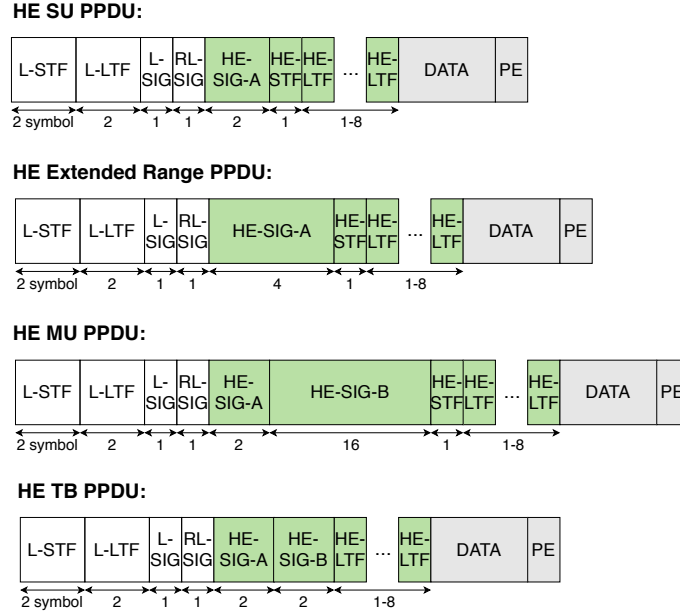 HE SU PPDU:
L-STF L-LTF L-SIG RL-SIG HE-SIG-A HE-STF HE-LTF ... HE-LTF DATA PE
2 symbol 2 1 1 2 1 1-8
HE Extended Range PPDU:
L-STF L-LTF L-SIG RL-SIG HE-SIG-A HE-STF HE-LTF ... HE-LTF DATA PE
2 symbol 2 1 1 4 1 1-8
HE MU PPDU:
L-STF L-LTF L-SIG RL-SIG HE-SIG-A HE-SIG-B HE-STF HE-LTF ... HE-LTF DATA PE
2 symbol 2 1 1 2 16 1 1-8
HE TB PPDU:
L-STF L-LTF L-SIG RL-SIG HE-SIG-A HE-SIG-B HE-LTF ... HE-LTF DATA PE
2 symbol 2 1 1 2 2 1-8